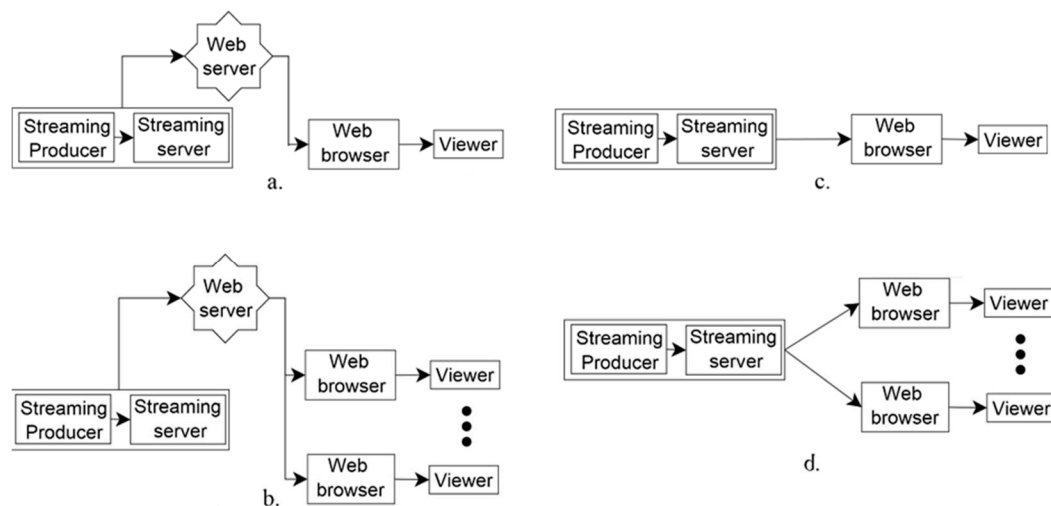 Web
server
Streaming
Producer
Streaming
server
Web
browser
Viewer
a.
Streaming
Producer
Streaming
server
Web
browser
Viewer
c.
Web
server
Web
browser
Viewer
Streaming
Producer
Streaming
server
Web
browser
Viewer
b.
Web
browser
Viewer
Streaming
Producer
Streaming
server
Web
browser
Viewer
d.